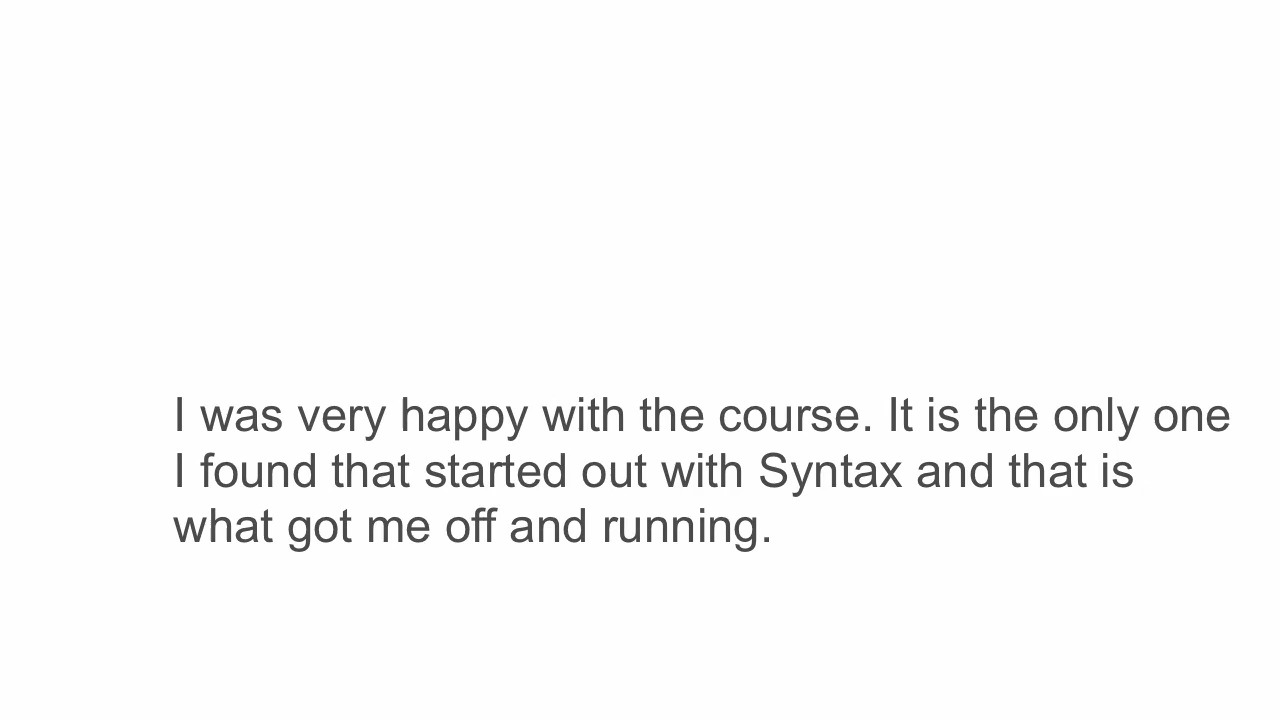 I was very happy with the course. It is the only one
I found that started out with Syntax and that is
what got me off and running.